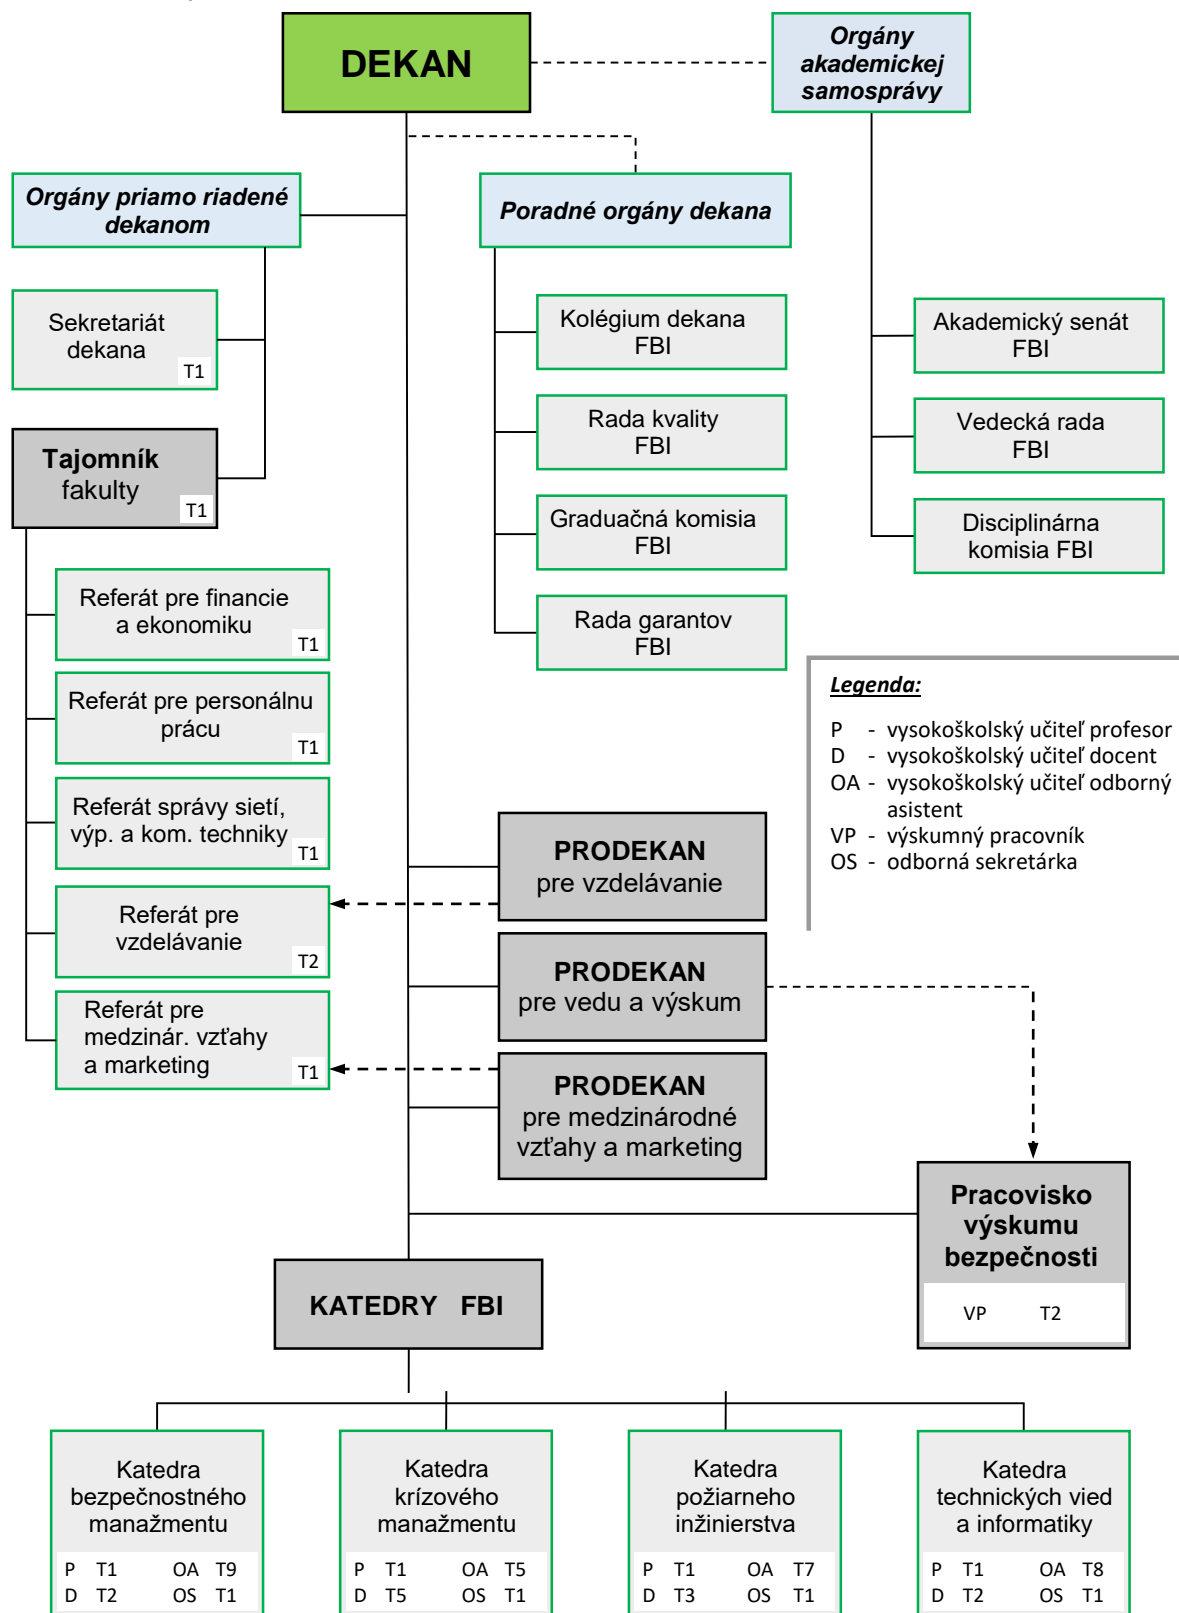 DEKAN
Orgány
akademickej
samosprávy
Orgány priamo riadené
dekanom
Poradné orgány dekana
Sekretariát
dekana
T1
Kolégium dekana
FBI
Akademický senát
FBI
Rada kvality
FBI
Vedecká rada
FBI
Tajomník
fakulty
T1
Graduačná komisia
FBI
Disciplinárna
komisia FBI
Referát pre financie
a ekonomiku
T1
Rada garantov
FBI
Referát pre personálnu
prácu
T1
Legenda:
P - vysokoškolský učiteľ profesor
D - vysokoškolský učiteľ docent
OA - vysokoškolský učiteľ odborný
asistent
VP - výskumný pracovník
OS - odborná sekretárka
Referát správy sietí,
výp. a kom. techniky
T1
PRODEKAN
pre vzdelávanie
Referát pre
vzdelávanie
T2
PRODEKAN
pre vedu a výskum
Referát pre
medzinár. vzťahy
a marketing
T1
PRODEKAN
pre medzinárodné
vzťahy a marketing
Pracovisko
výskumu
bezpečnosti
VP T2
KATEDRY FBI
Katedra
bezpečnostného
manažmentu
P T1 OA T9
D T2 OS T1
Katedra
krízového
manažmentu
P T1 OA T5
D T5 OS T1
Katedra
požiarneho
inžinierstva
P T1 OA T7
D T3 OS T1
Katedra
technických vied
a informatiky
P T1 OA T8
D T2 OS T1